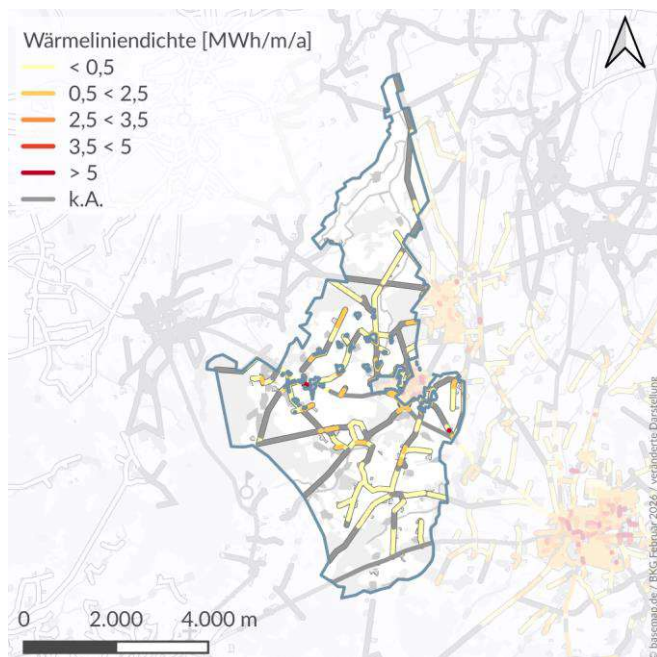 Wärmeliniendichte [MWh/m/a]
< 0,5
0,5 < 2,5
2,5 < 3,5
3,5 < 5
> 5
k.A.
0 2.000 4.000 m
© basemap.de / BKG Februar 2026 / veränderte Darstellung